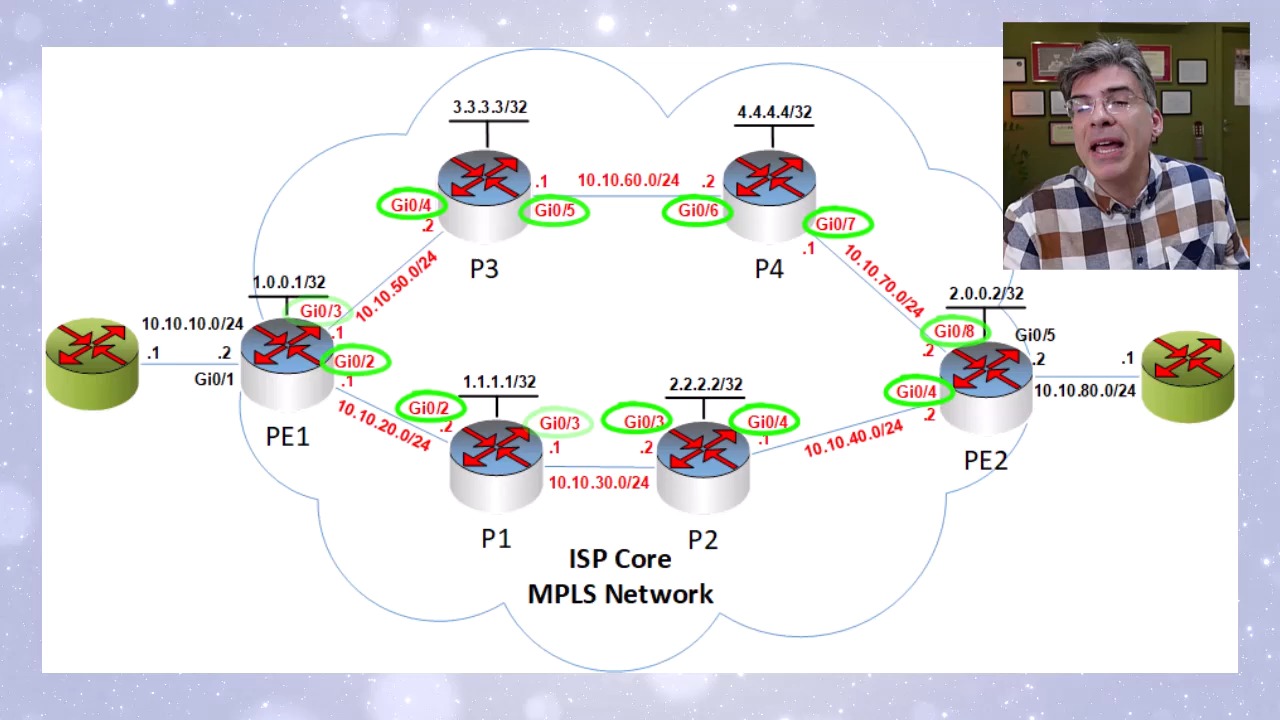 3.3.3.3/32
4.4.4.4/32
Gi0/4
.2
.1
10.10.60.0/24
.2
Gi0/5
Gi0/6
Gi0/7
.1
P3
P4
10.10.50.0/24
10.10.70.0/24
1.0.0.1/32
Gi0/3
.1
2.0.0.2/32
Gi0/8
.2
Gi0/5
10.10.10.0/24
.1
.2
Gi0/1
Gi0/2
.1
.2
.1
10.10.80.0/24
PE1
10.10.20.0/24
1.1.1.1/32
Gi0/2
.2
Gi0/3
.1
2.2.2.2/32
Gi0/3
.2
Gi0/4
.1
Gi0/4
.2
10.10.40.0/24
PE2
10.10.30.0/24
P1
P2
ISP Core
MPLS Network